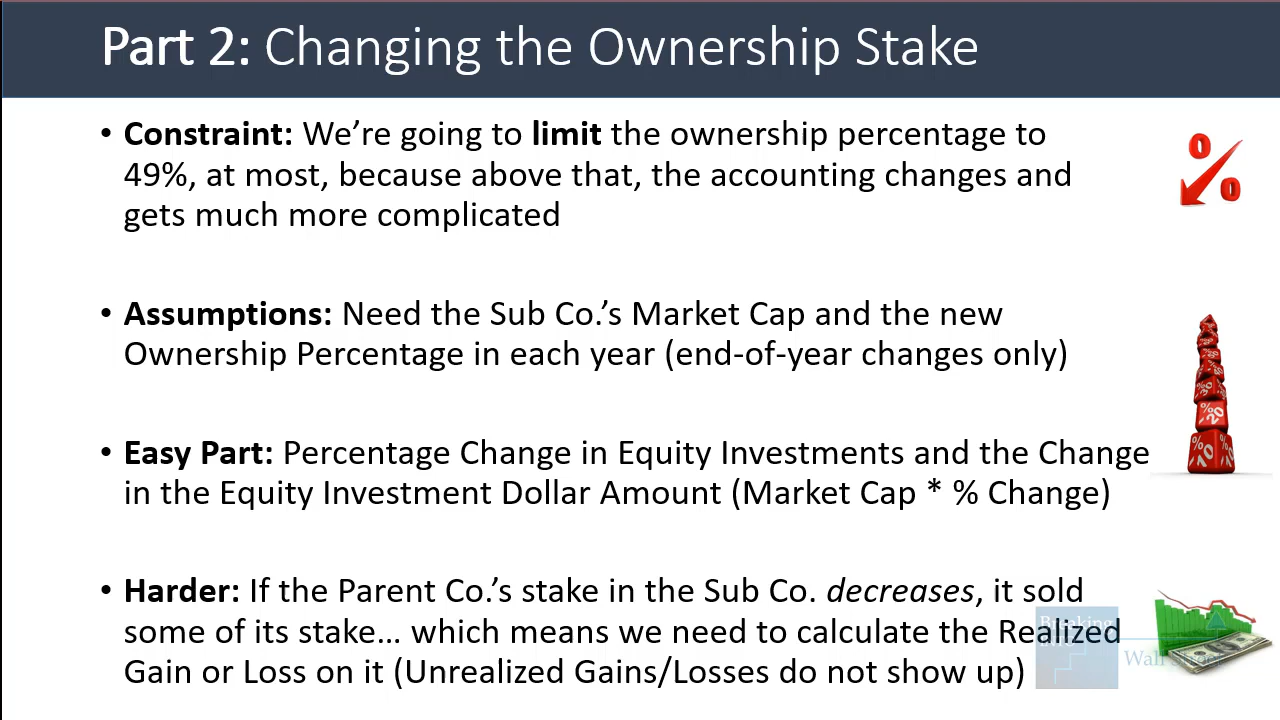 Part 2: Changing the Ownership Stake
• Constraint: We're going to limit the ownership percentage to
49%, at most, because above that, the accounting changes and
gets much more complicated
• Assumptions: Need the Sub Co.'s Market Cap and the new
Ownership Percentage in each year (end-of-year changes only)
• Easy Part: Percentage Change in Equity Investments and the Change
in the Equity Investment Dollar Amount (Market Cap * % Change)
• Harder: If the Parent Co.'s stake in the Sub Co. decreases, it sold
some of its stake… which means we need to calculate the Realized
Gain or Loss on it (Unrealized Gains/Losses do not show up)
Breaking
Into
Wall Street